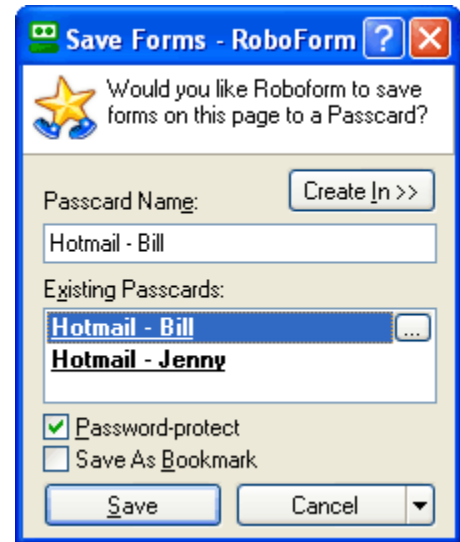 Save Forms - RoboForm
Would you like Roboform to save
forms on this page to a Passcard?
Create In >>
Passcard Name:
Hotmail - Bill
Existing Passcards:
Hotmail - Bill
...
Hotmail - Jenny
Password-protect
Save As Bookmark
Save
Cancel